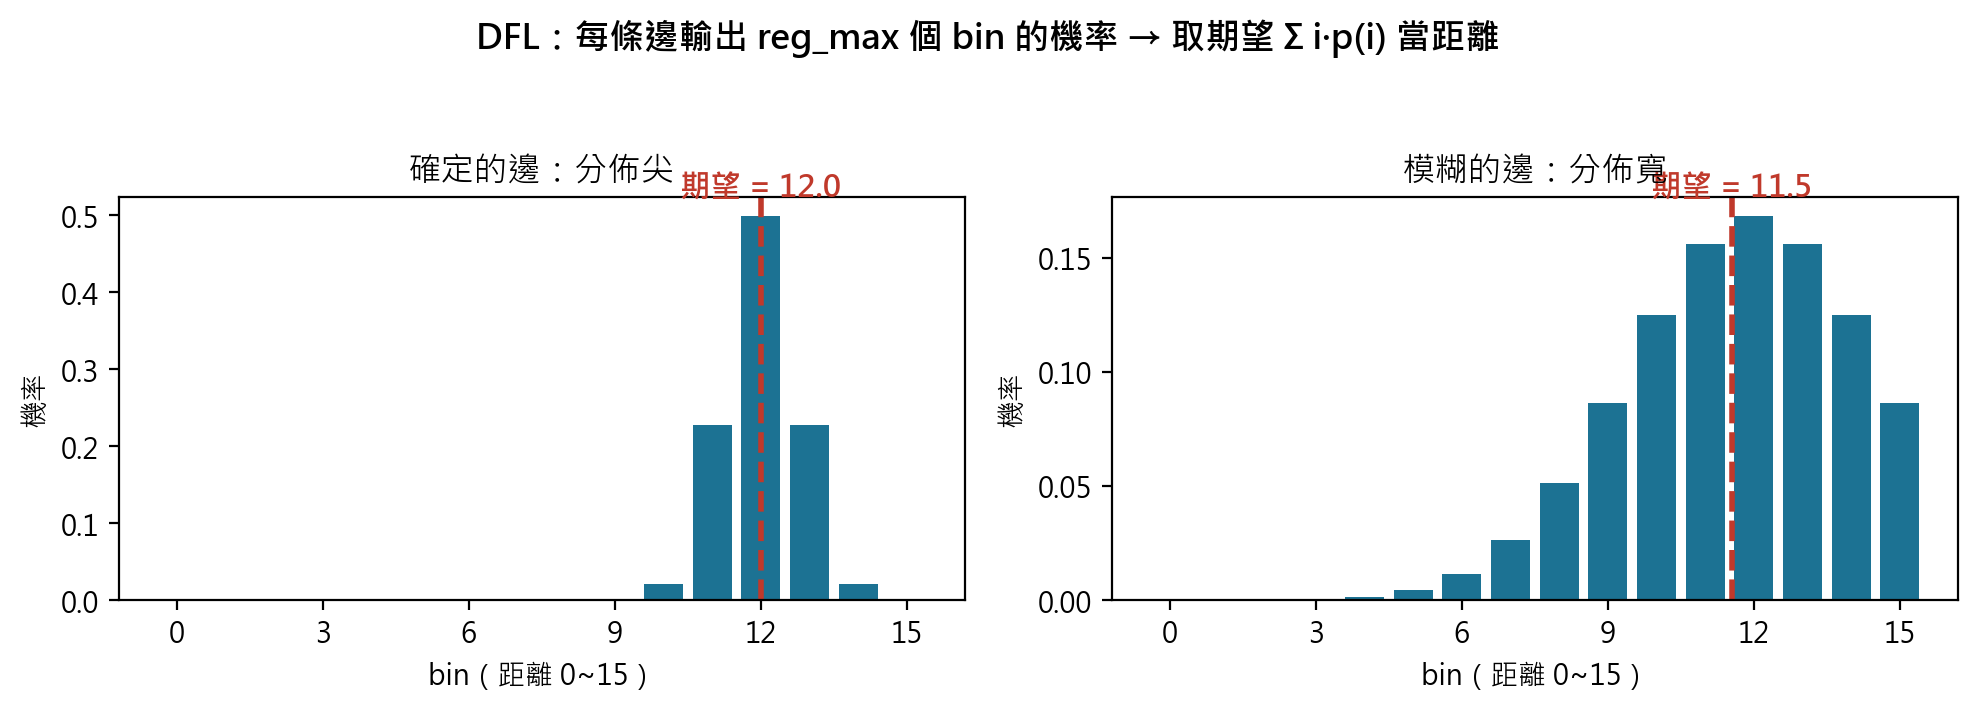 DFL：每條邊輸出 reg_max 個 bin 的機率 → 取期望 Σ i·p(i) 當距離
確定的邊：分佈尖
期望 = 12.0
機率
0.5
0.4
0.3
0.2
0.1
0.0
0 3 6 9 12 15
bin（距離 0~15）
模糊的邊：分佈寬
期望 = 11.5
機率
0.15
0.10
0.05
0.00
0 3 6 9 12 15
bin（距離 0~15）